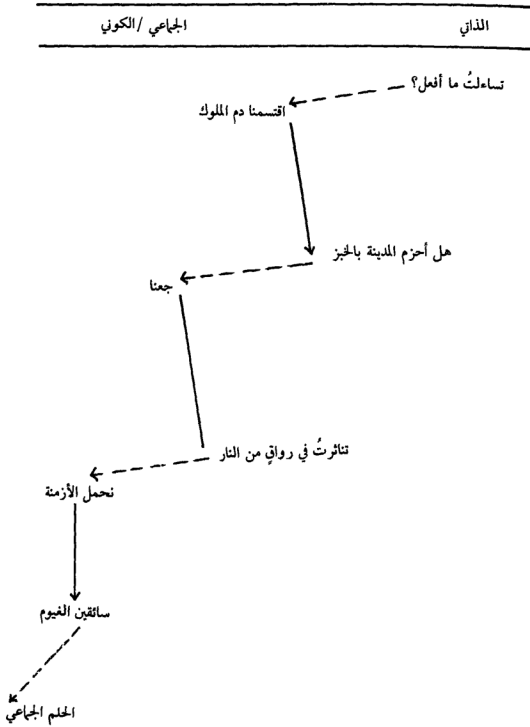 الذاتي الجماعي / الكوني
تساءلتُ ما أفعل؟
اقتسمنا دم الملوك
هل أحزم المدينة بالخبز
جعنا
تناثرتُ في رواقٍ من النار
نحمل الأزمنة
سائقين الغيوم
الحلم الجماعي